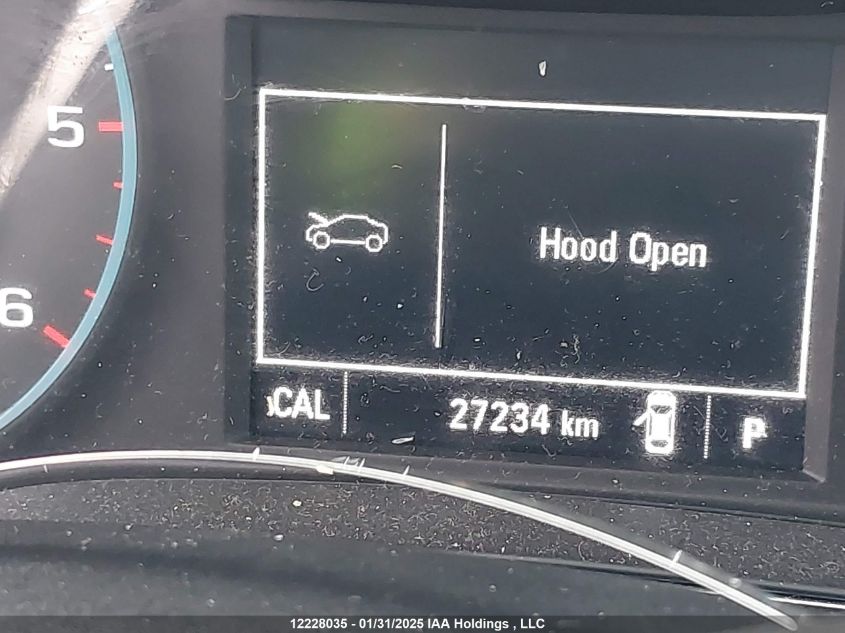 5
6
Hood Open
CAL
27234 km
P
12228035 - 01/31/2025 IAA Holdings , LLC